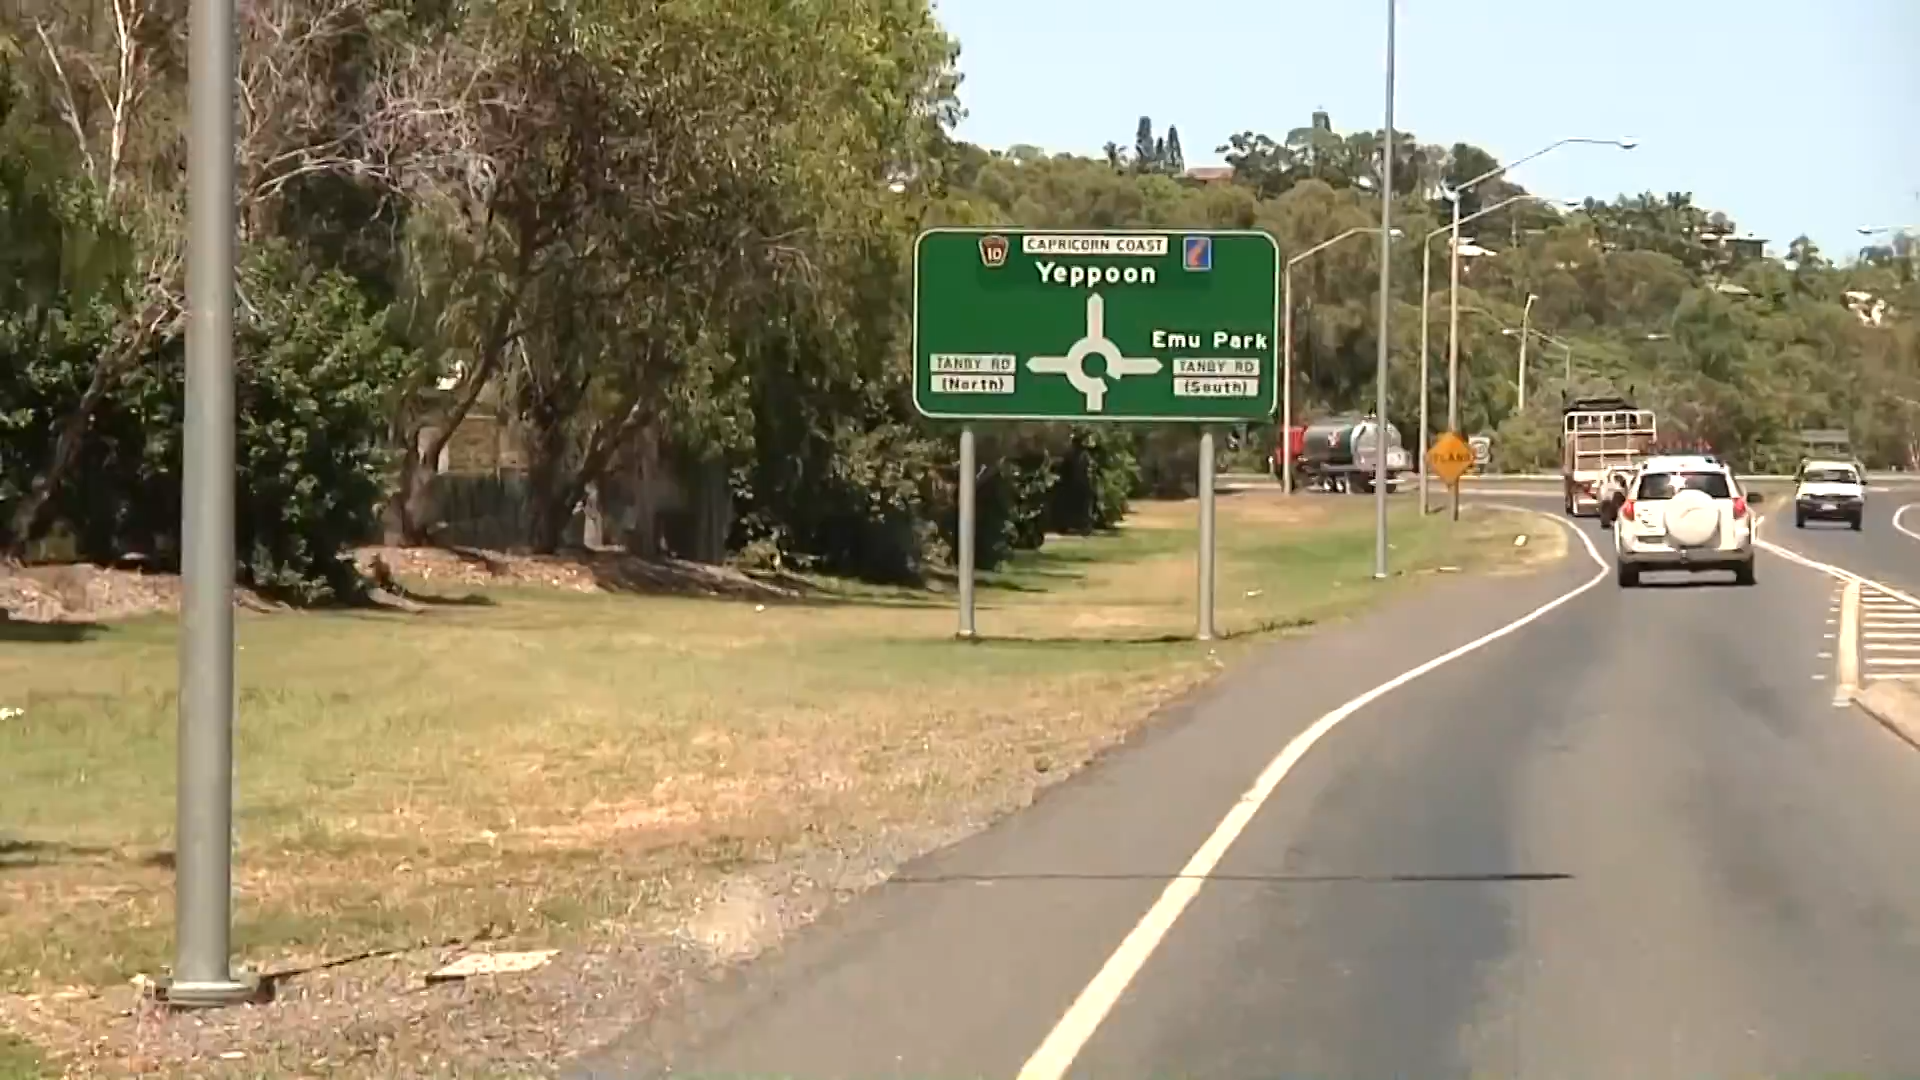 10
CAPRICORN COAST
Yeppoon
Emu Park
TANBY RD
(North)
TANBY RD
(South)